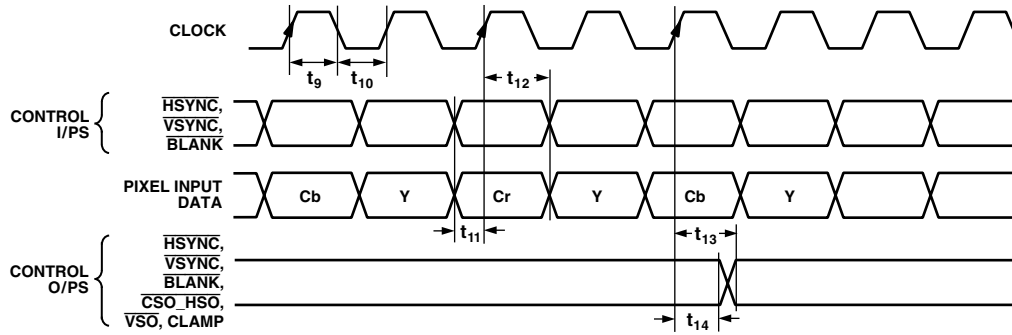 CLOCK
t9
t10
t12
CONTROL
I/PS
HSYNC,
VSYNC,
BLANK
PIXEL INPUT
DATA
Cb
Y
Cr
Y
Cb
Y
t11
t13
CONTROL
O/PS
HSYNC,
VSYNC,
BLANK,
CSO_HSO,
VSO, CLAMP
t14